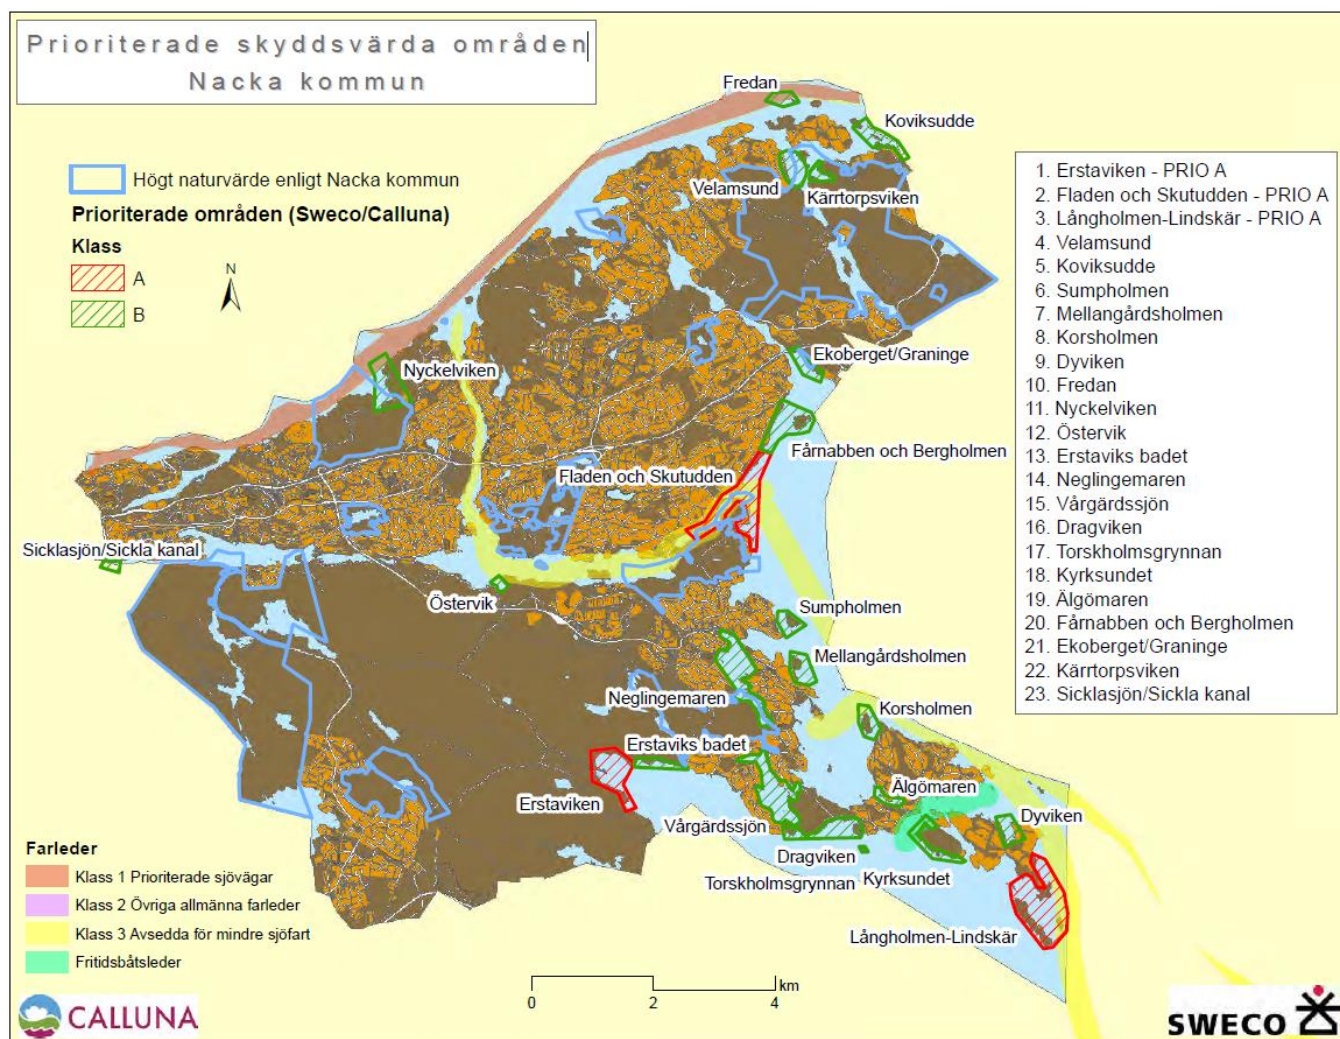 Prioriterade skyddsvärda områden
Nacka kommun
Högt naturvärde enligt Nacka kommun
Prioriterade områden (Sweco/Calluna)
Klass
A
B
N
Fredan
Koviksudde
Velamsund
Kärrtorpsviken
Ekoberget/Graninge
Nyckelviken
Fårnabben och Bergholmen
Fladen och Skutudden
Sicklasjön/Sickla kanal
Östervik
Sumpholmen
Mellangårdsholmen
Neglingemaren
Korsholmen
Erstaviks badet
Erstaviken
Älgömaren
Vårgärdssjön
Dyviken
Dragviken
Torskholmsgrynnan
Kyrksundet
Långholmen-Lindskär
1. Erstaviken - PRIO A
2. Fladen och Skutudden - PRIO A
3. Långholmen-Lindskär - PRIO A
4. Velamsund
5. Koviksudde
6. Sumpholmen
7. Mellangårdsholmen
8. Korsholmen
9. Dyviken
10. Fredan
11. Nyckelviken
12. Östervik
13. Erstaviks badet
14. Neglingemaren
15. Vårgärdssjön
16. Dragviken
17. Torskholmsgrynnan
18. Kyrksundet
19. Älgömaren
20. Fårnabben och Bergholmen
21. Ekoberget/Graninge
22. Kärrtorpsviken
23. Sicklasjön/Sickla kanal
Farleder
Klass 1 Prioriterade sjövägar
Klass 2 Övriga allmänna farleder
Klass 3 Avsedda för mindre sjöfart
Fritidsbåtsleder
km
0 2 4
CALLUNA
SWECO